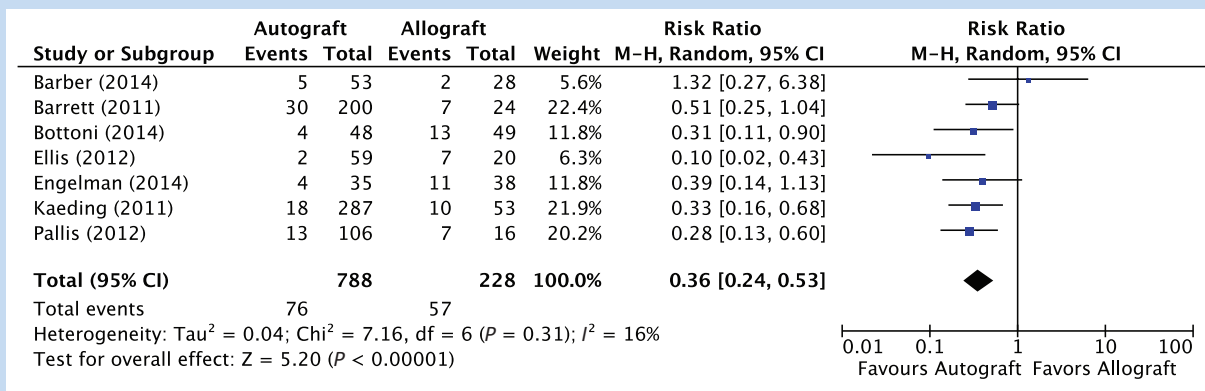 Autograft Allograft Risk Ratio Risk Ratio
Study or Subgroup Events Total Events Total Weight M-H, Random, 95% CI M-H, Random, 95% CI
Barber (2014) 5 53 2 28 5.6% 1.32 [0.27, 6.38]
Barrett (2011) 30 200 7 24 22.4% 0.51 [0.25, 1.04]
Bottoni (2014) 4 48 13 49 11.8% 0.31 [0.11, 0.90]
Ellis (2012) 2 59 7 20 6.3% 0.10 [0.02, 0.43]
Engelman (2014) 4 35 11 38 11.8% 0.39 [0.14, 1.13]
Kaeding (2011) 18 287 10 53 21.9% 0.33 [0.16, 0.68]
Pallis (2012) 13 106 7 16 20.2% 0.28 [0.13, 0.60]
Total (95% CI) 788 228 100.0% 0.36 [0.24, 0.53]
Total events 76 57
Heterogeneity: Tau² = 0.04; Chi² = 7.16, df = 6 (P = 0.31); I² = 16%
Test for overall effect: Z = 5.20 (P < 0.00001)
0.01 0.1 1 10 100
Favours Autograft Favors Allograft